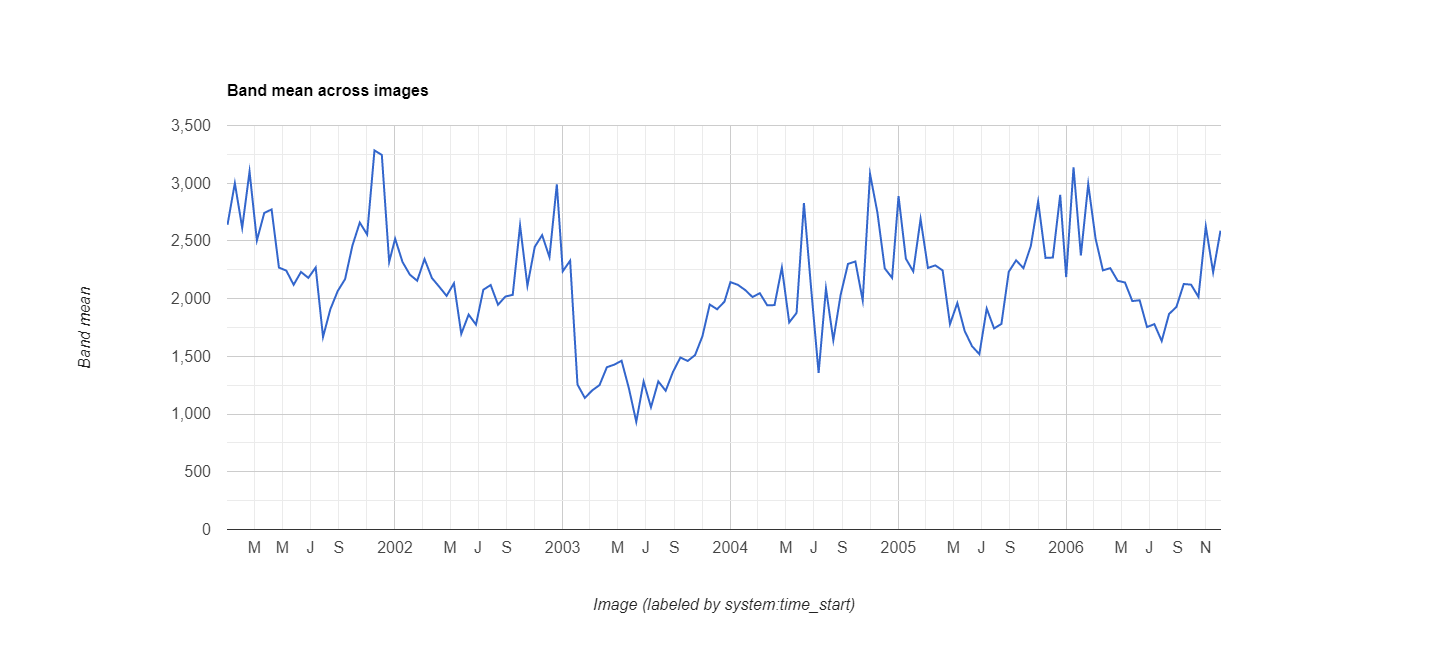 Band mean across images
3,500
3,000
2,500
2,000
1,500
1,000
500
0
Band mean
M M J S 2002 M J S 2003 M J S 2004 M J S 2005 M J S 2006 M J S N
Image (labeled by system:time_start)